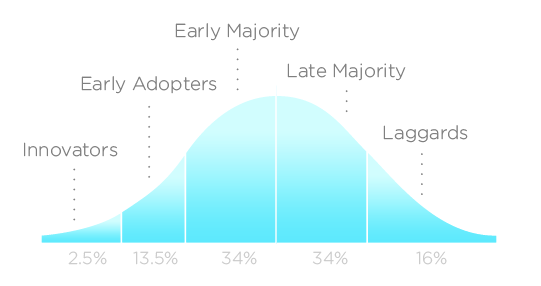 Early Majority
Late Majority
Early Adopters
Laggards
Innovators
2.5% 13.5% 34% 34% 16%